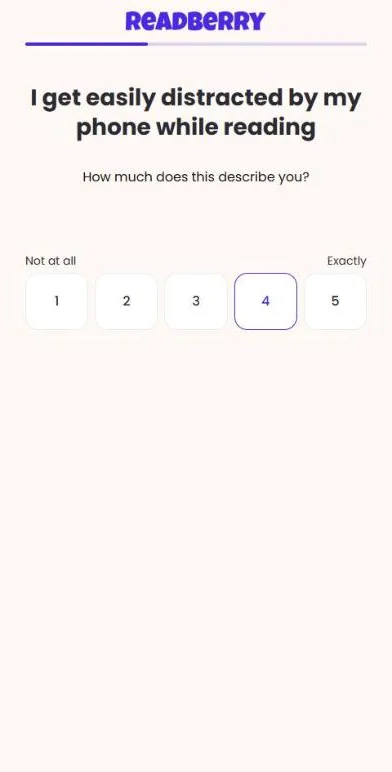 ReADBeRRY
I get easily distracted by my
phone while reading
How much does this describe you?
Not at all Exactly
1 2 3 4 5